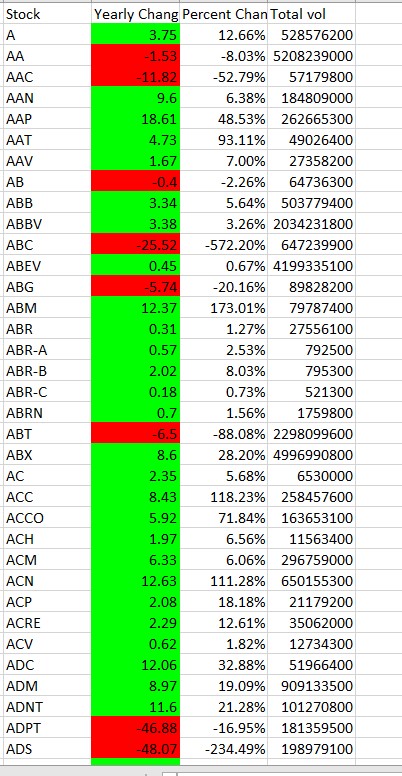 Stock Yearly Chang Percent Chan Total vol
A 3.75 12.66% 528576200
AA -1.53 -8.03% 5208239000
AAC -11.82 -52.79% 57179800
AAN 9.6 6.38% 184809000
AAP 18.61 48.53% 262665300
AAT 4.73 93.11% 49026400
AAV 1.67 7.00% 27358200
AB -0.4 -2.26% 64736300
ABB 3.34 5.64% 503779400
ABBV 3.38 3.26% 2034231800
ABC -25.52 -572.20% 647239900
ABEV 0.45 0.67% 4199335100
ABG -5.74 -20.16% 89828200
ABM 12.37 173.01% 79787400
ABR 0.31 1.27% 27556100
ABR-A 0.57 2.53% 792500
ABR-B 2.02 8.03% 795300
ABR-C 0.18 0.73% 521300
ABRN 0.7 1.56% 1759800
ABT -6.5 -88.08% 2298099600
ABX 8.6 28.20% 4996990800
AC 2.35 5.68% 6530000
ACC 8.43 118.23% 258457600
ACCO 5.92 71.84% 163653100
ACH 1.97 6.56% 11563400
ACM 6.33 6.06% 296759000
ACN 12.63 111.28% 650155300
ACP 2.08 18.18% 21179200
ACRE 2.29 12.61% 35062000
ACV 0.62 1.82% 12734300
ADC 12.06 32.88% 51966400
ADM 8.97 19.09% 909133500
ADNT 11.6 21.28% 101270800
ADPT -46.88 -16.95% 181359500
ADS -48.07 -234.49% 198979100